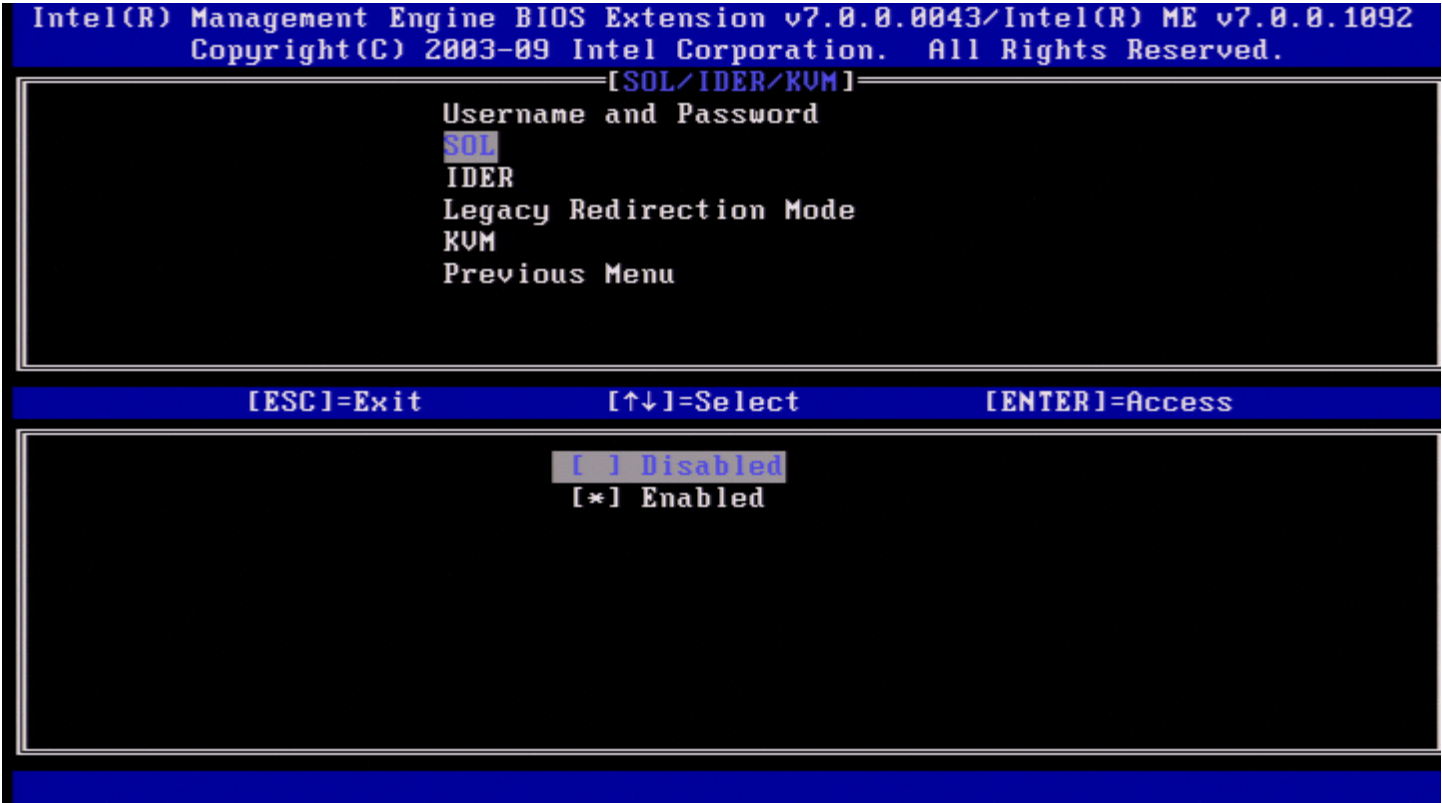 Intel(R) Management Engine BIOS Extension v7.0.0.0043/Intel(R) ME v7.0.0.1092
Copyright(C) 2003-09 Intel Corporation. All Rights Reserved.
[SOL/IDER/KVM]
Username and Password
SOL
IDER
Legacy Redirection Mode
KVM
Previous Menu
[ESC]=Exit [↑↓]=Select [ENTER]=Access
[ ] Disabled
[*] Enabled